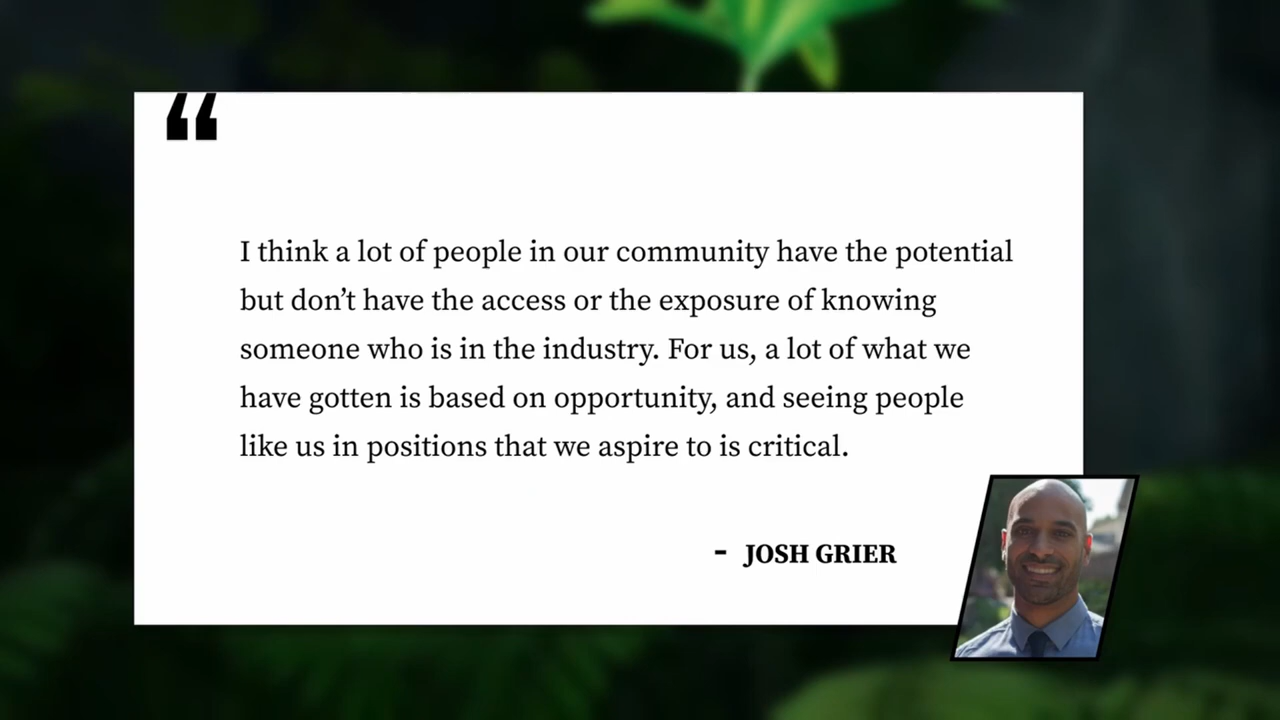 “
I think a lot of people in our community have the potential
but don’t have the access or the exposure of knowing
someone who is in the industry. For us, a lot of what we
have gotten is based on opportunity, and seeing people
like us in positions that we aspire to is critical.
- JOSH GRIER